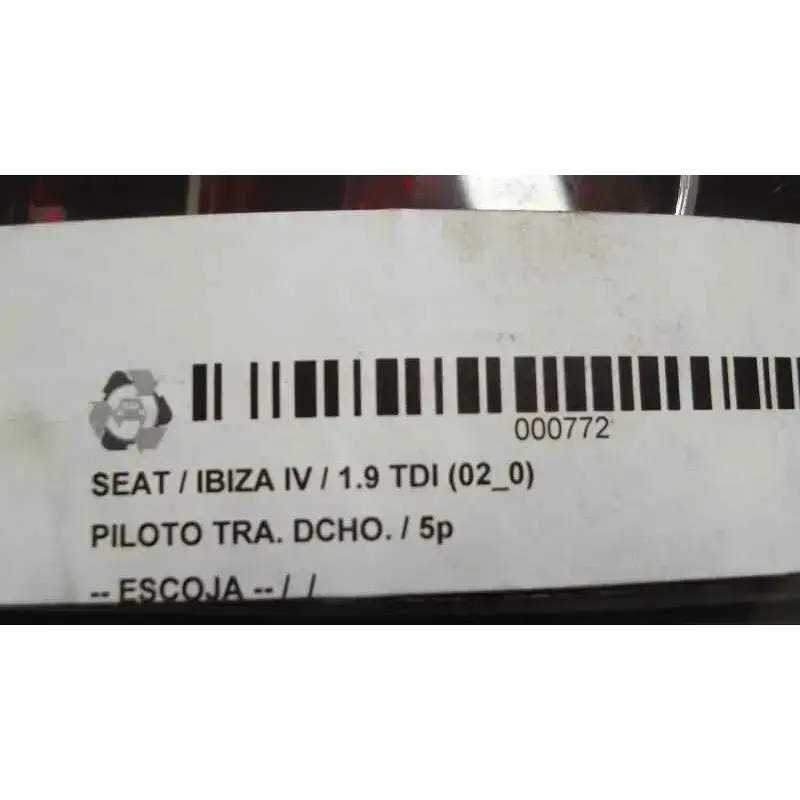 000772
SEAT / IBIZA IV / 1.9 TDI (02_0)
PILOTO TRA. DCHO. / 5p
-- ESCOJA -- / /